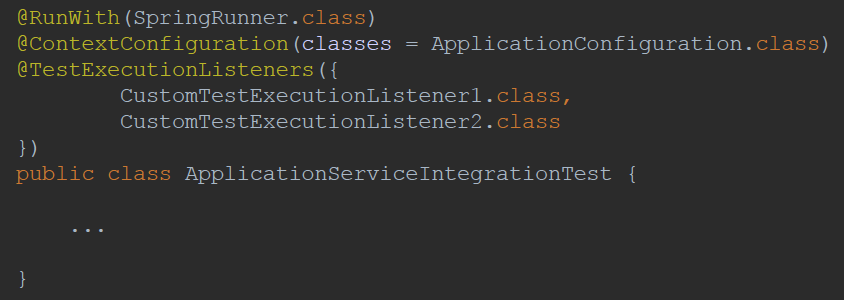 @RunWith(SpringRunner.class)
@ContextConfiguration(classes = ApplicationConfiguration.class)
@TestExecutionListeners({
        CustomTestExecutionListener1.class,
        CustomTestExecutionListener2.class
})
public class ApplicationServiceIntegrationTest {
    ...
}